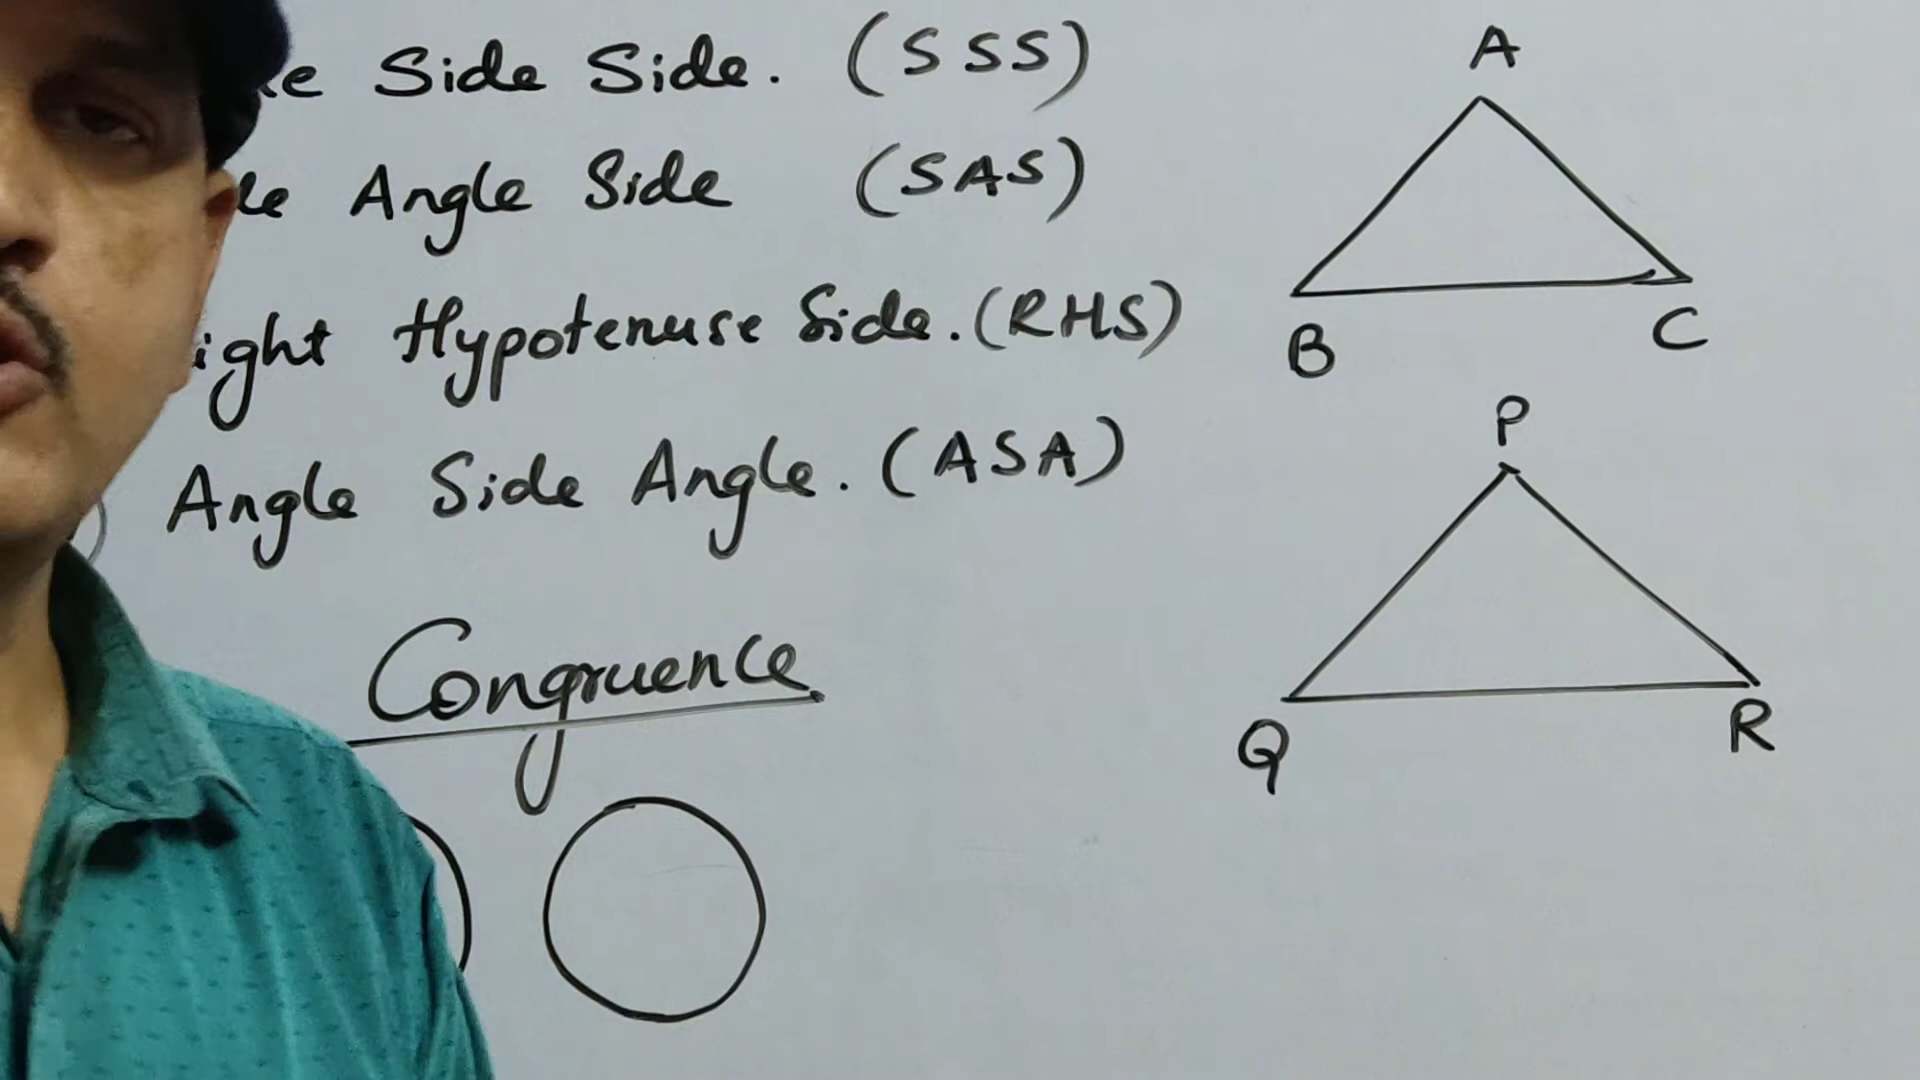 Side Side. (SSS)
Angle Side (SAS)
Hypotenuse Side. (RHS)
Angle Side Angle. (ASA)
Congruence
A
B
C
P
Q
R